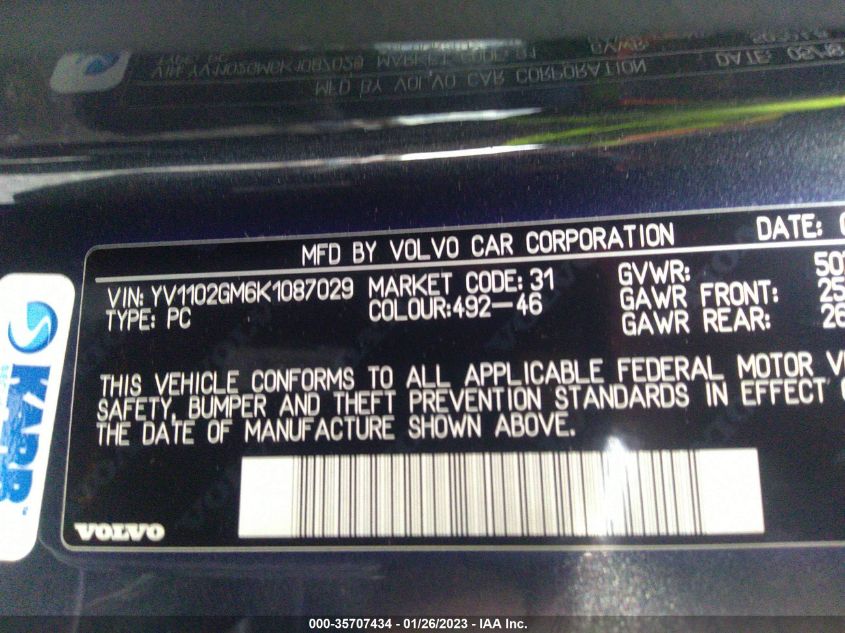 MFD BY VOLVO CAR CORPORATION DATE:
VIN: YV1102GM6K1087029 MARKET CODE: 31 GVWR:
TYPE: PC COLOUR:492-46 GAWR FRONT:
GAWR REAR:
THIS VEHICLE CONFORMS TO ALL APPLICABLE FEDERAL MOTOR
SAFETY, BUMPER AND THEFT PREVENTION STANDARDS IN EFFECT
THE DATE OF MANUFACTURE SHOWN ABOVE.
VOLVO
KARR
000-35707434 - 01/26/2023 - IAA Inc.